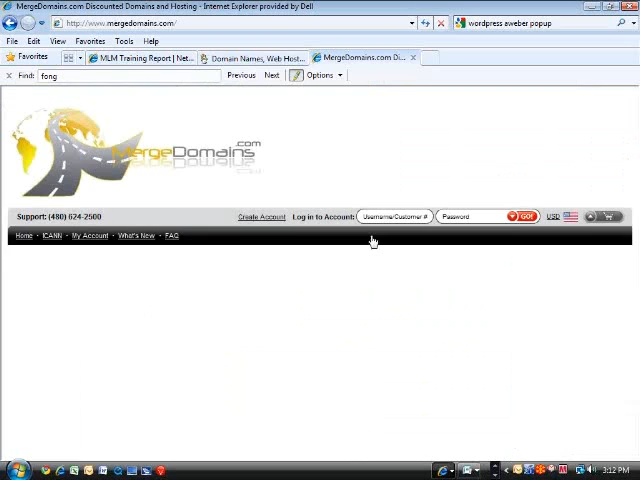 MergeDomains.com Discounted Domains and Hosting - Internet Explorer provided by Dell
http://www.mergedomains.com/
wordpress aweber popup
File Edit View Favorites Tools Help
Favorites MLM Training Report | Net... Domain Names, Web Host... MergeDomains.com Di...
Find: fong Previous Next Options
MergeDomains.com
Support: (480) 624-2500 Create Account Log in to Account: Username/Customer # Password GO! USD
Home · ICANN · My Account · What's New · FAQ
3:12 PM